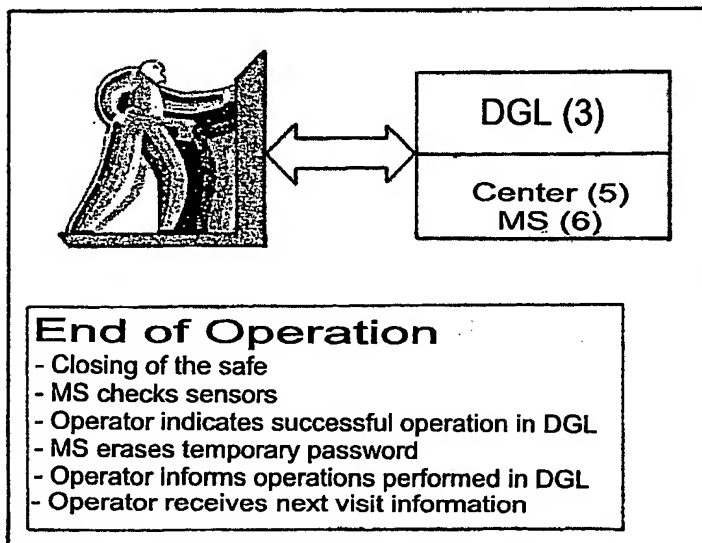 DGL (3)
Center (5)
MS (6)
End of Operation
- Closing of the safe
- MS checks sensors
- Operator indicates successful operation in DGL
- MS erases temporary password
- Operator informs operations performed in DGL
- Operator receives next visit information